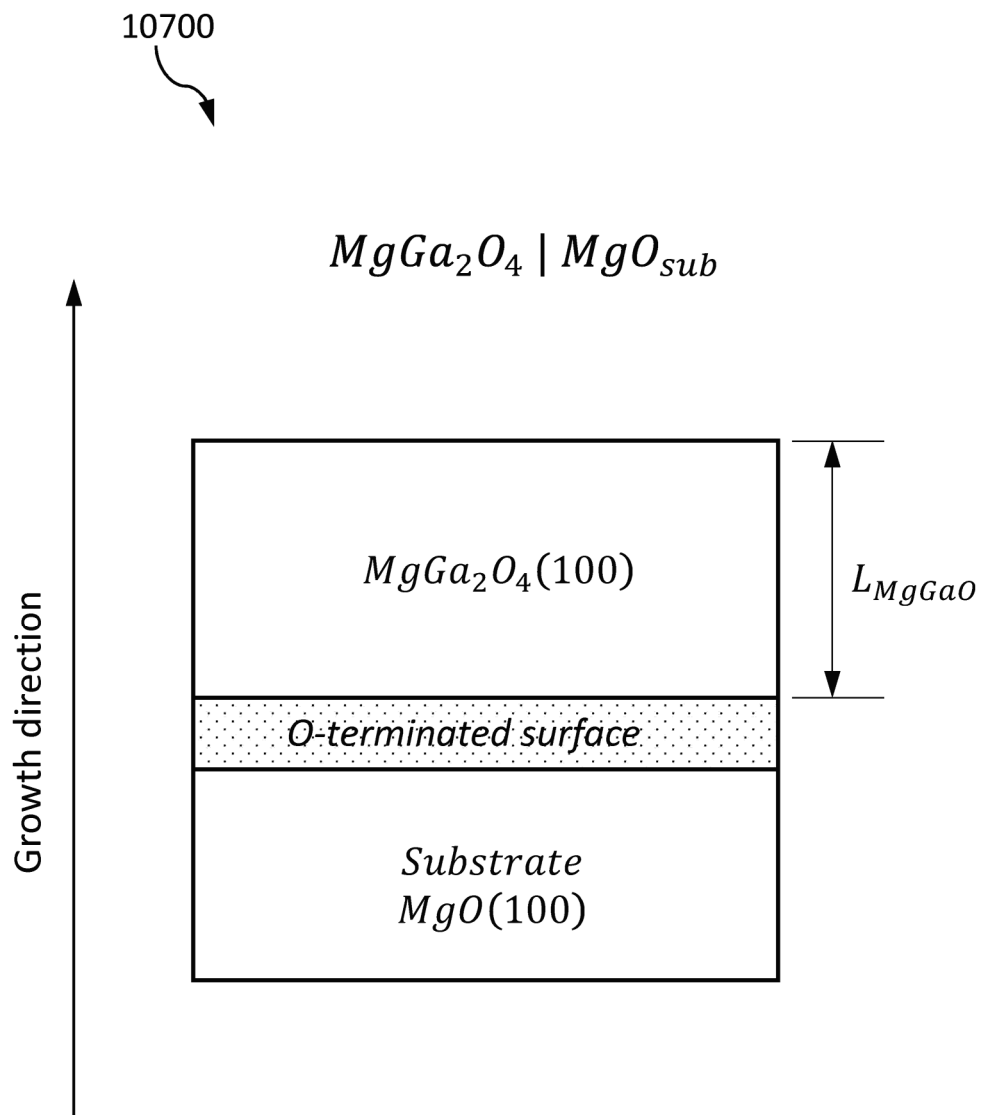 10700
MgGa₂O₄ | MgO_sub
MgGa₂O₄(100)
L_MgGaO
O-terminated surface
Substrate
MgO(100)
Growth direction